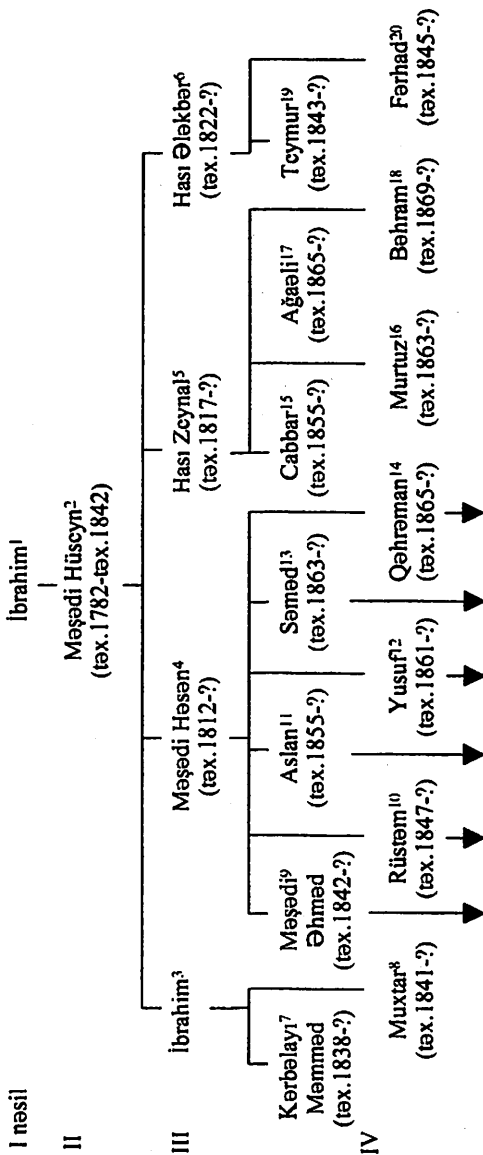 I nəsil
İbrahim¹
II
Məşədi Hüseyn²
(təx.1782-təx.1842)
III
İbrahim³
Məşədi Həsən⁴
(təx.1812-?)
Hası Zeynal⁵
(təx.1817-?)
Hası Ələkbər⁶
(təx.1822-?)
Kərbəlayı⁷
Məmməd
(təx.1838-?)
Məşədi⁹
Əhməd
(təx.1842-?)
Aslan¹¹
(təx.1855-?)
Səməd¹³
(təx.1863-?)
Cabbar¹⁵
(təx.1855-?)
Ağaəli¹⁷
(təx.1865-?)
Teymur¹⁹
(təx.1843-?)
IV
Muxtar⁸
(təx.1841-?)
Rüstəm¹⁰
(təx.1847-?)
Yusuf¹²
(təx.1861-?)
Qəhrəman¹⁴
(təx.1865-?)
Murtuz¹⁶
(təx.1863-?)
Bəhram¹⁸
(təx.1869-?)
Fərhad²⁰
(təx.1845-?)